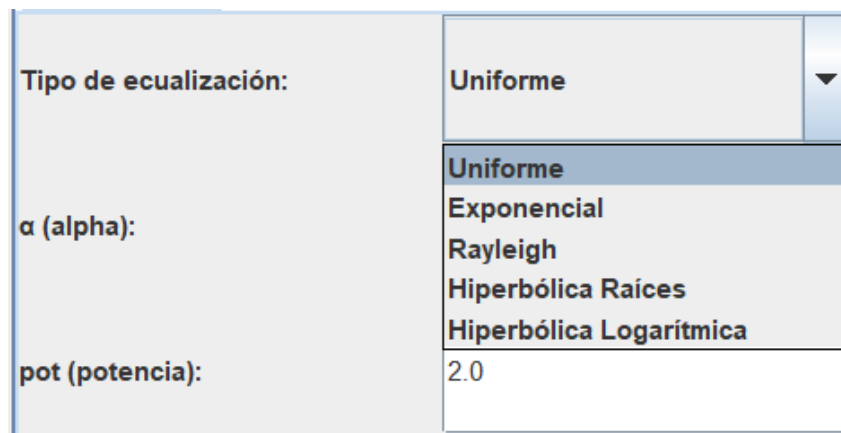 Tipo de ecualización:
Uniforme
Uniforme
Exponencial
Rayleigh
Hiperbólica Raíces
Hiperbólica Logarítmica
α (alpha):
pot (potencia):
2.0